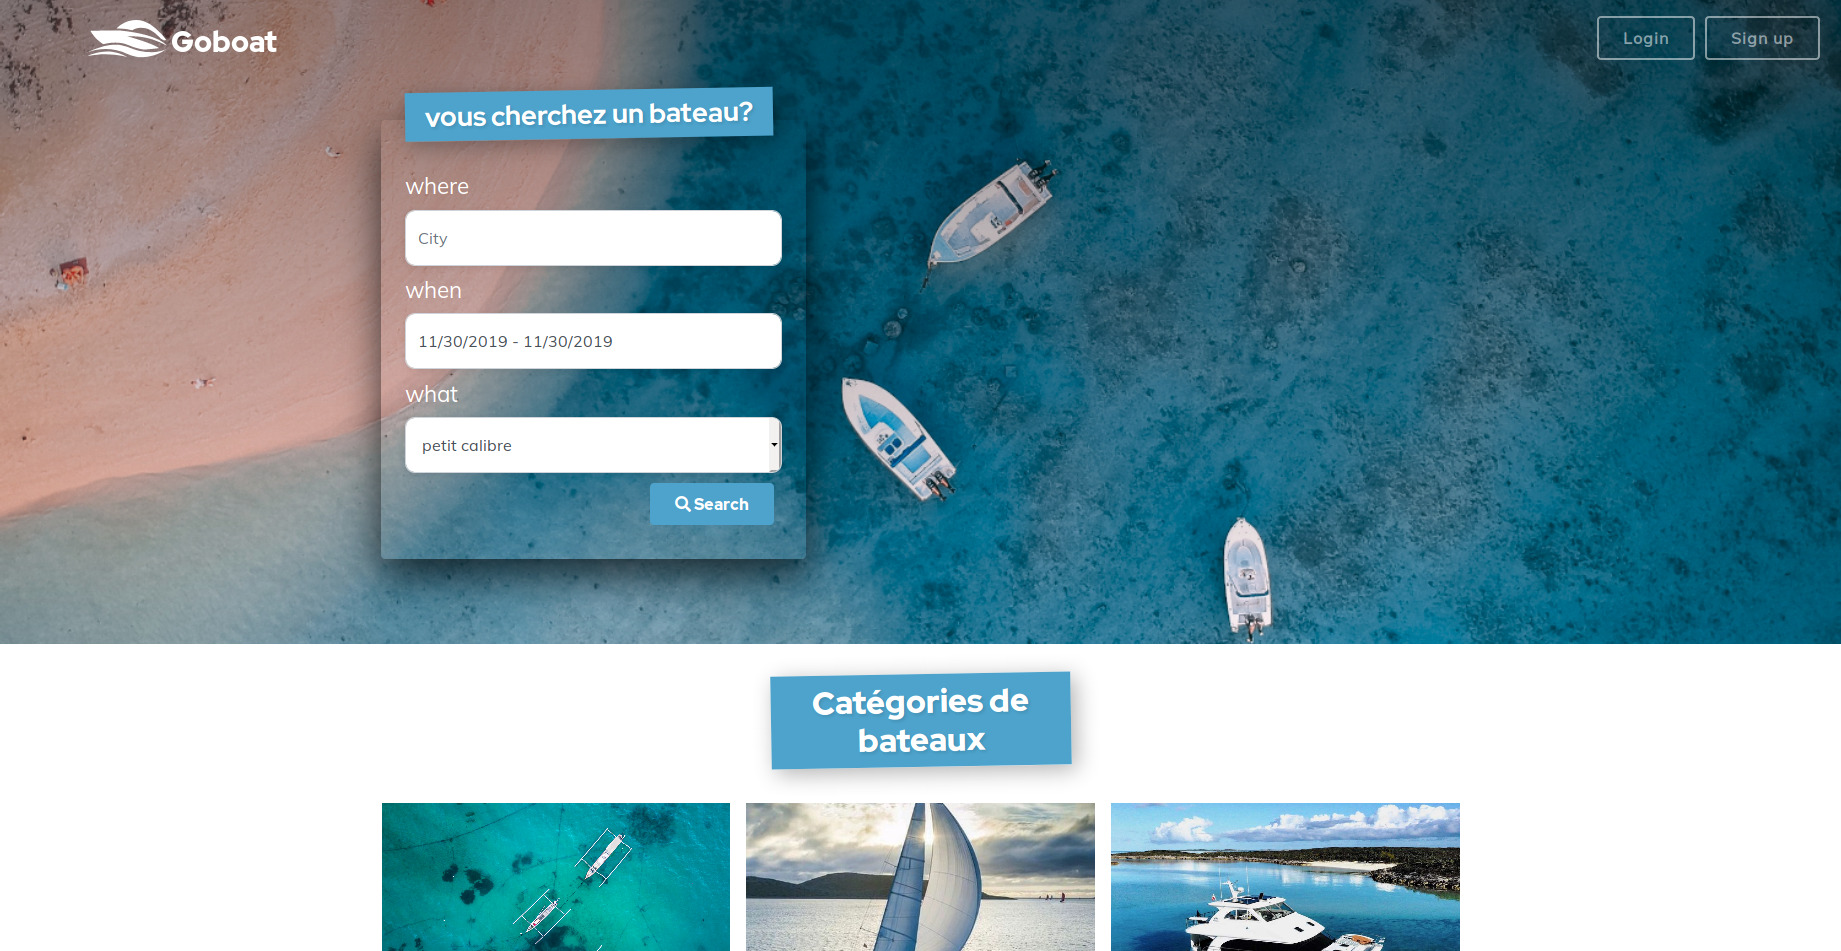 Goboat
Login
Sign up
vous cherchez un bateau?
where
City
when
11/30/2019 - 11/30/2019
what
petit calibre
Search
Catégories de
bateaux